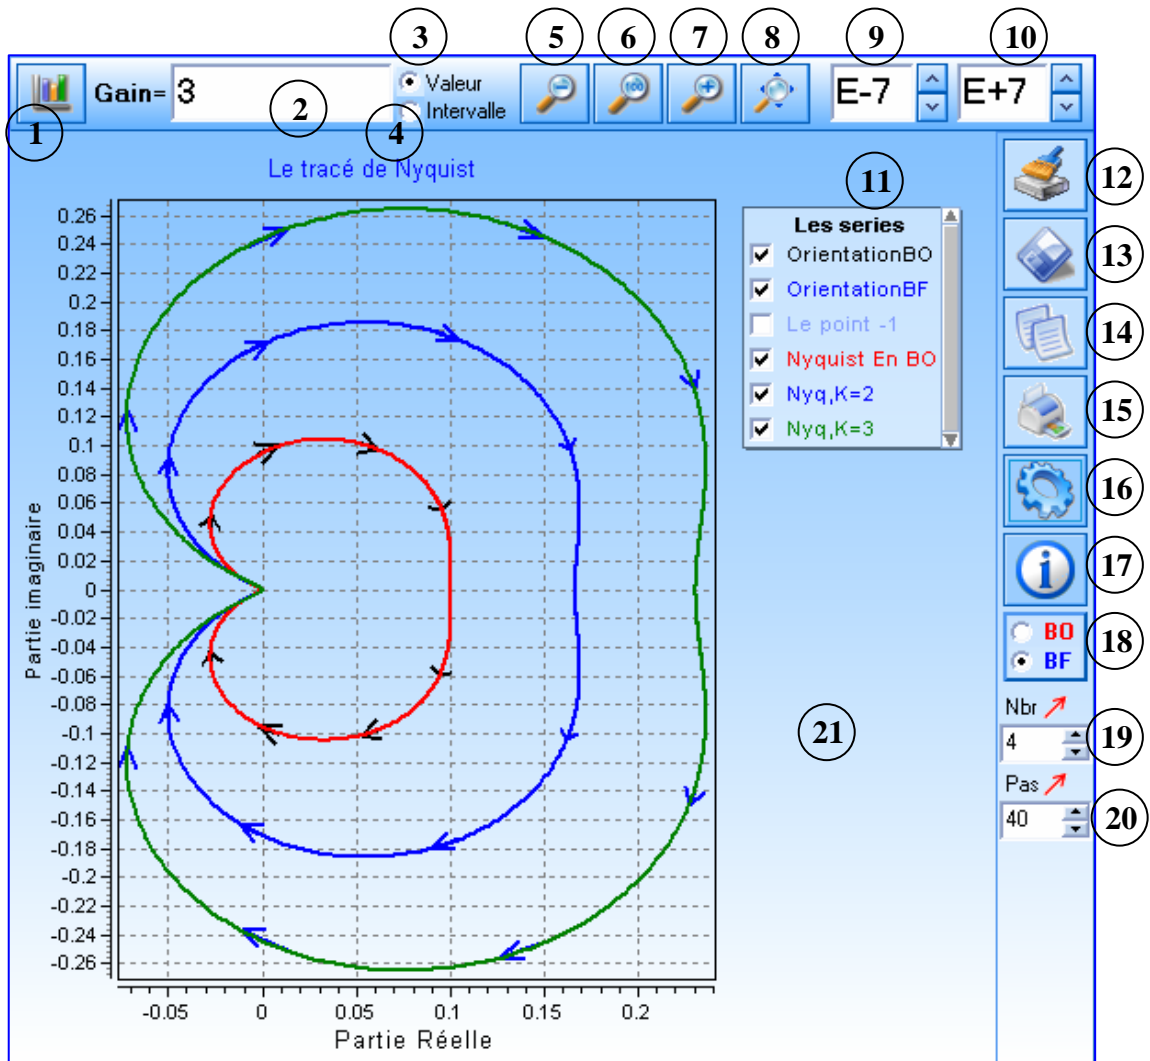 3 5 6 7 8 9 10
Gain= 3
Valeur
Intervalle
100
E-7
E+7
1 2 4
Le tracé de Nyquist
11
12
Les series
OrientationBO
OrientationBF
Le point -1
Nyquist En BO
Nyq,K=2
Nyq,K=3
13
14
15
16
i
17
BO
BF
18
Nbr
4
19
Pas
40
20
21
Partie imaginaire
0.26
0.24
0.22
0.2
0.18
0.16
0.14
0.12
0.1
0.08
0.06
0.04
0.02
0
-0.02
-0.04
-0.06
-0.08
-0.1
-0.12
-0.14
-0.16
-0.18
-0.2
-0.22
-0.24
-0.26
-0.05 0 0.05 0.1 0.15 0.2
Partie Réelle